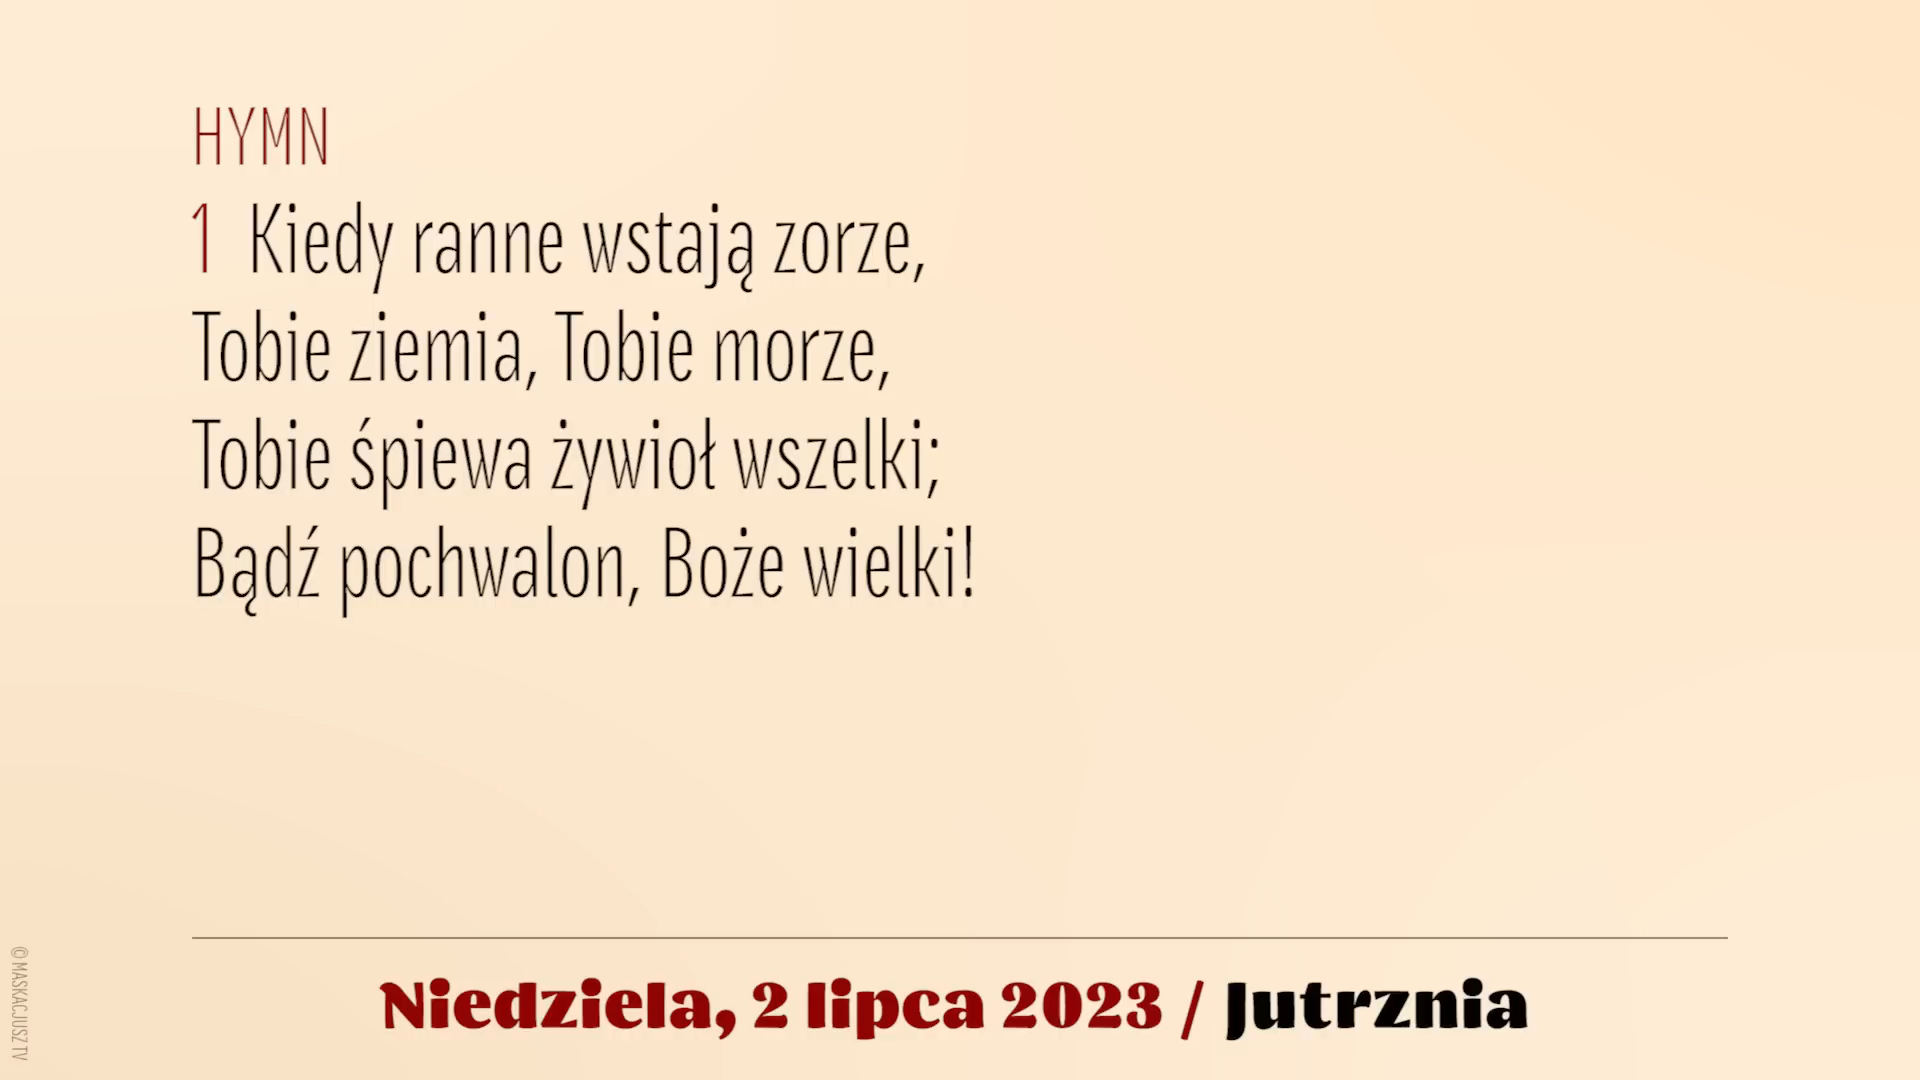 HYMN
1 Kiedy ranne wstają zorze,
Tobie ziemia, Tobie morze,
Tobie śpiewa żywioł wszelki;
Bądź pochwalon, Boże wielki!
Niedziela, 2 lipca 2023 / Jutrznia
© MASKACJUSZ TV